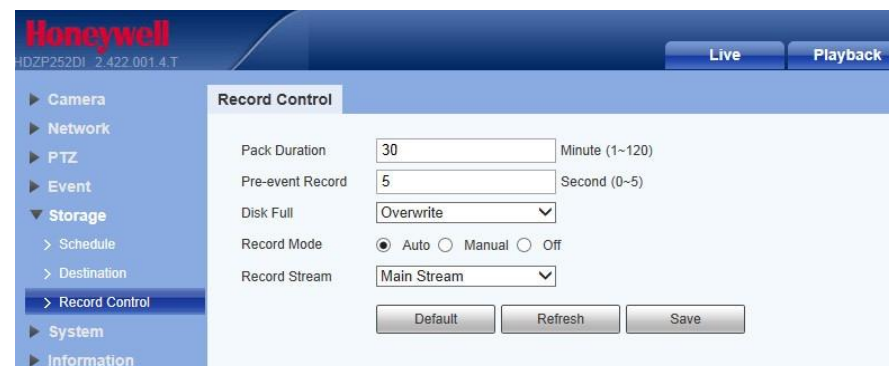 Honeywell
HDZP252DI 2.422.001.4.T
Live
Playback
Camera
Network
PTZ
Event
Storage
> Schedule
> Destination
> Record Control
System
Information
Record Control
Pack Duration 30 Minute (1~120)
Pre-event Record 5 Second (0~5)
Disk Full Overwrite
Record Mode Auto Manual Off
Record Stream Main Stream
Default Refresh Save